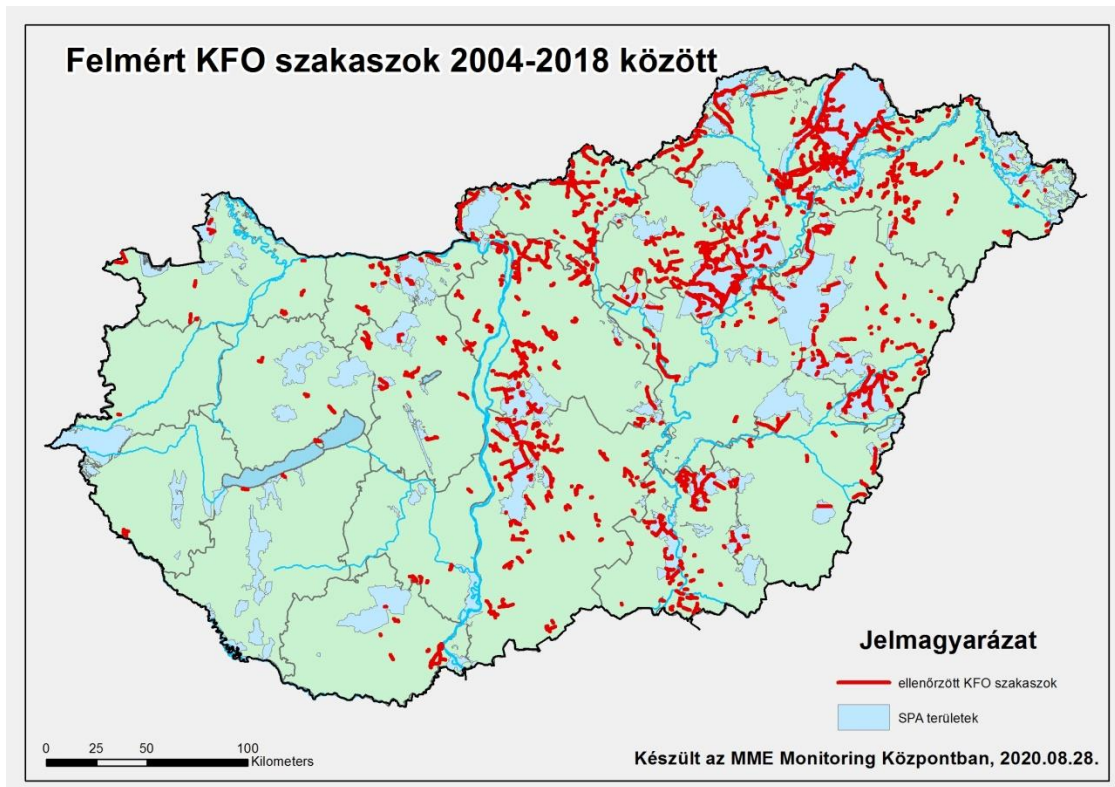 Felmért KFO szakaszok 2004-2018 között
Jelmagyarázat
ellenőrzött KFO szakaszok
SPA területek
0 25 50 100
Kilometers
Készült az MME Monitoring Központban, 2020.08.28.